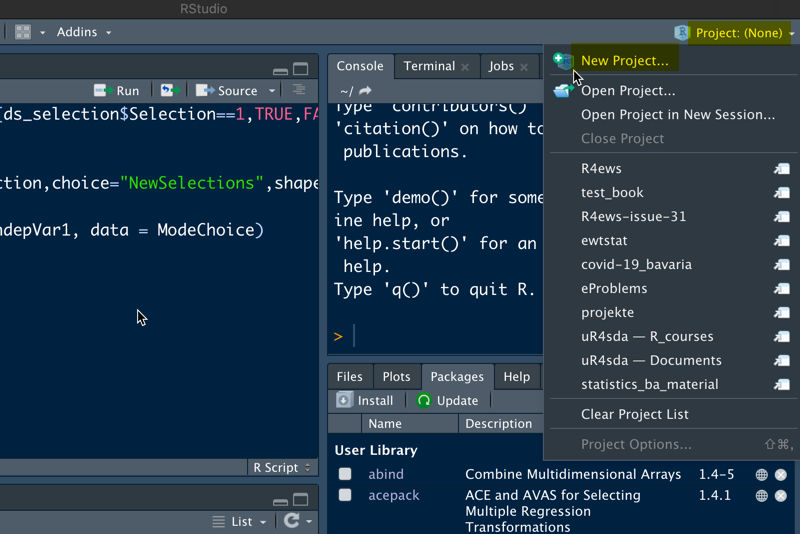 RStudio
Addins
Project: (None)
Run
Source
[ds_selection$Selection==1,TRUE,FA
ction,choice="NewSelections",shape
ndepVar1, data = ModeChoice)
R Script
List
Console
Terminal
Jobs
~/
Type 'contributors()'
'citation()' on how to
publications.
Type 'demo()' for some
ine help, or
'help.start()' for an
help.
Type 'q()' to quit R.
>
New Project...
Open Project...
Open Project in New Session...
Close Project
R4ews
test_book
R4ews-issue-31
ewtstat
covid-19_bavaria
eProblems
projekte
uR4sda — R_courses
uR4sda — Documents
statistics_ba_material
Clear Project List
Project Options...
⇧⌘,
Files
Plots
Packages
Help
Install
Update
Name
Description
User Library
abind
Combine Multidimensional Arrays
1.4-5
acepack
ACE and AVAS for Selecting
Multiple Regression
Transformations
1.4.1